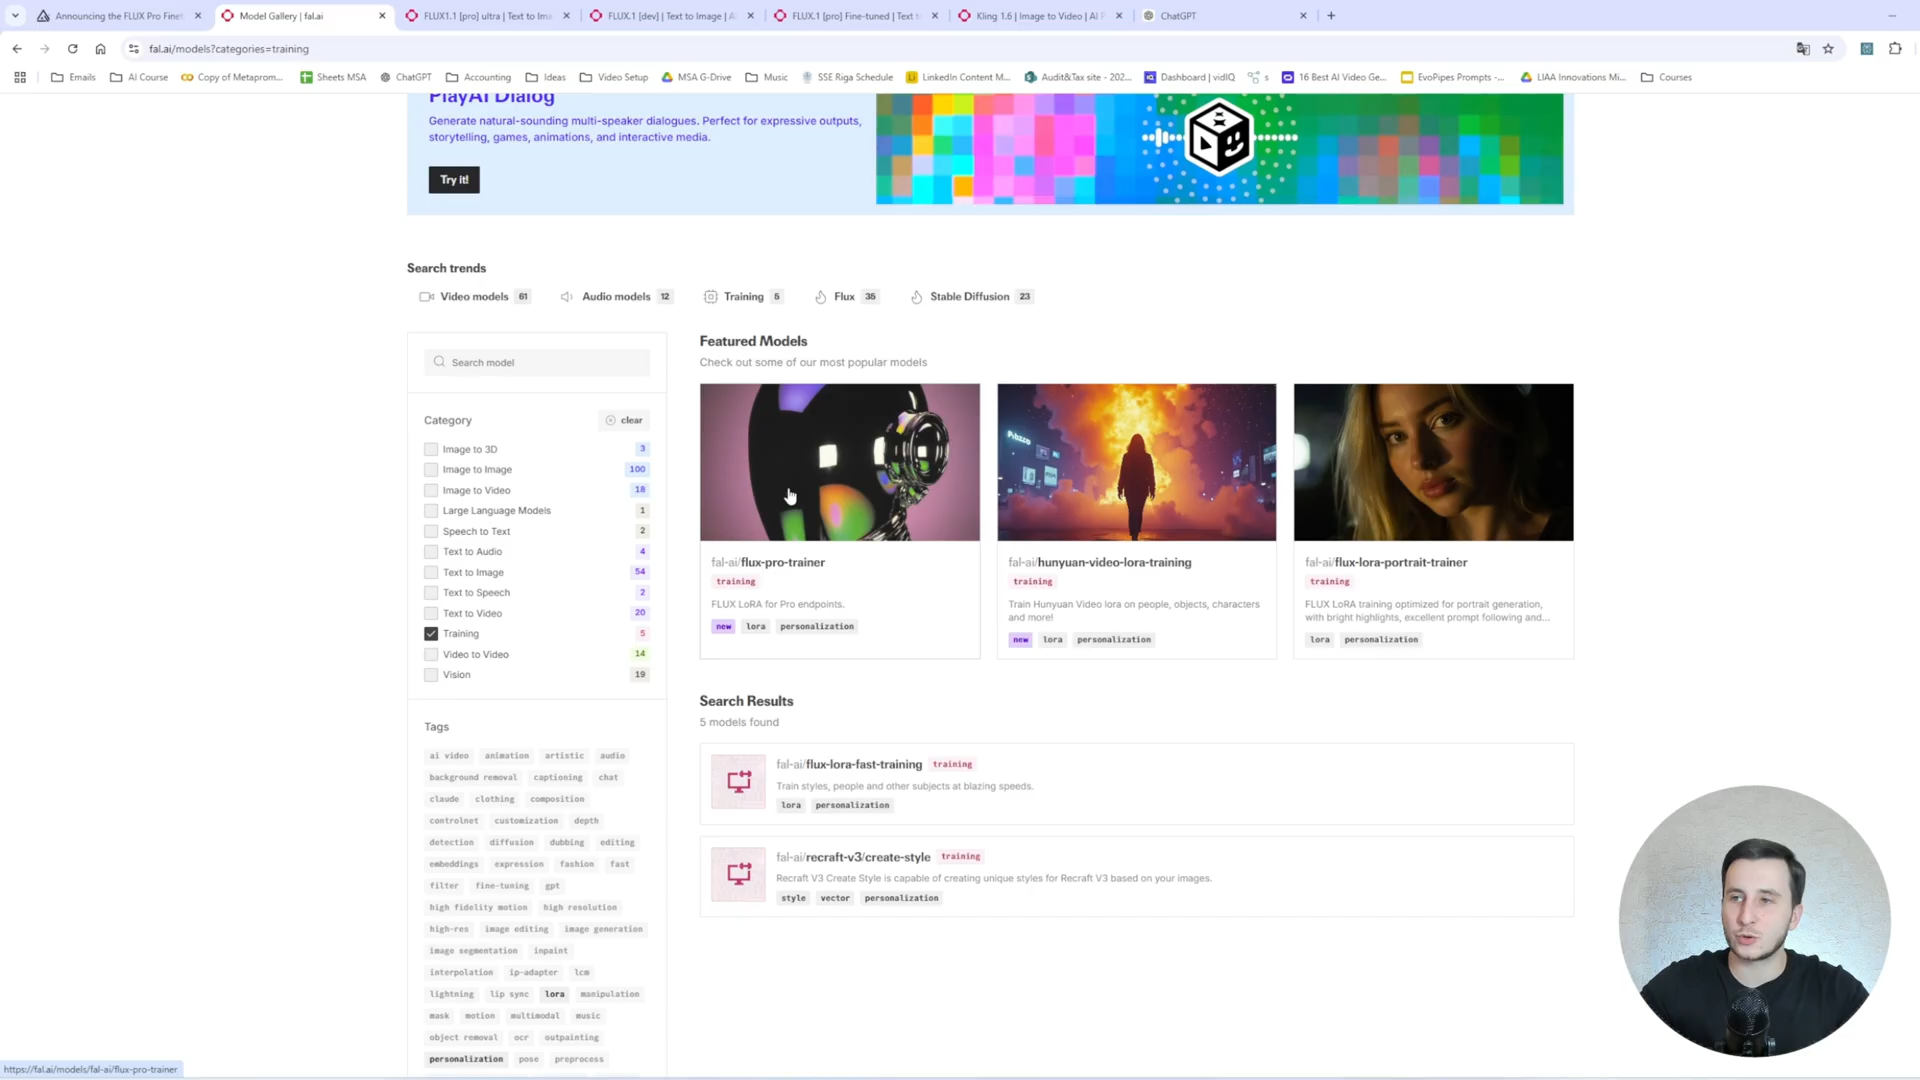 Announcing the FLUX Pro Finet
Model Gallery | fal.ai
FLUX1.1 [pro] ultra | Text to Ima
FLUX.1 [dev] | Text to Image | AI
FLUX.1 [pro] Fine-tuned | Text t
Kling 1.6 | Image to Video | AI P
ChatGPT
fal.ai/models?categories=training
Emails
AI Course
Copy of Metaprom...
Sheets MSA
ChatGPT
Accounting
Ideas
Video Setup
MSA G-Drive
Music
SSE Riga Schedule
LinkedIn Content M...
Audit&Tax site - 202...
Dashboard | vidIQ
s
16 Best AI Video Ge...
EvoPipes Prompts -...
LIAA Innovations Mi...
Courses
PlayAI Dialog
Generate natural-sounding multi-speaker dialogues. Perfect for expressive outputs,
storytelling, games, animations, and interactive media.
Try it!
Search trends
Video models 61
Audio models 12
Training 5
Flux 35
Stable Diffusion 23
Search model
Category
clear
Image to 3D 3
Image to Image 100
Image to Video 18
Large Language Models 1
Speech to Text 2
Text to Audio 4
Text to Image 54
Text to Speech 2
Text to Video 20
Training 5
Video to Video 14
Vision 19
Tags
ai video animation artistic audio
background removal captioning chat
claude clothing composition
controlnet customization depth
detection diffusion dubbing editing
embeddings expression fashion fast
filter fine-tuning gpt
high fidelity motion high resolution
high-res image editing image generation
image segmentation inpaint
interpolation ip-adapter lcm
lightning lip sync lora manipulation
mask motion multimodal music
object removal ocr outpainting
personalization pose preprocess
Featured Models
Check out some of our most popular models
fal-ai/flux-pro-trainer
training
FLUX LoRA for Pro endpoints.
new lora personalization
fal-ai/hunyuan-video-lora-training
training
Train Hunyuan Video lora on people, objects, characters
and more!
new lora personalization
fal-ai/flux-lora-portrait-trainer
training
FLUX LoRA training optimized for portrait generation,
with bright highlights, excellent prompt following and...
lora personalization
Search Results
5 models found
fal-ai/flux-lora-fast-training training
Train styles, people and other subjects at blazing speeds.
lora personalization
fal-ai/recraft-v3/create-style training
Recraft V3 Create Style is capable of creating unique styles for Recraft V3 based on your images.
style vector personalization
https://fal.ai/models/fal-ai/flux-pro-trainer